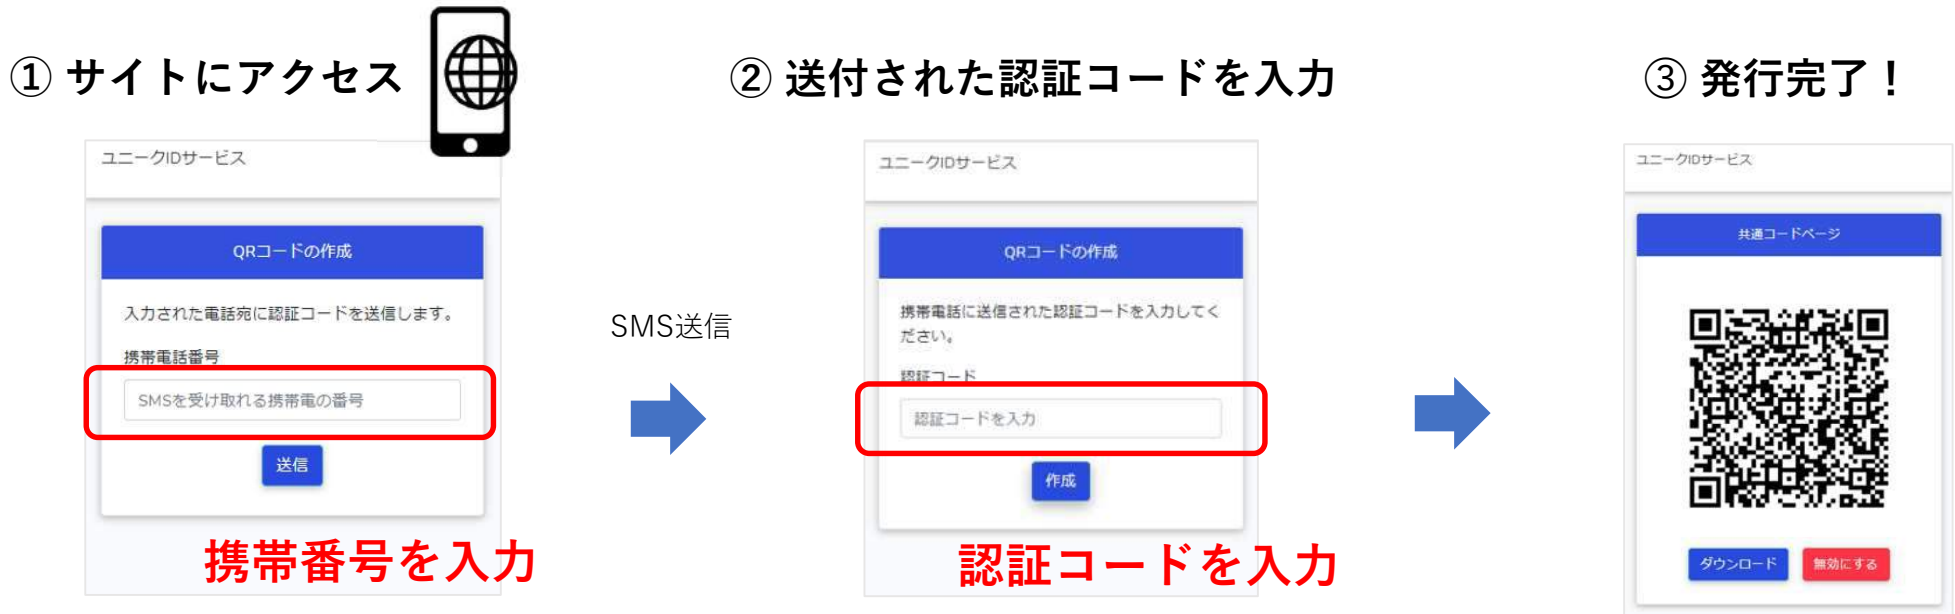 ① サイトにアクセス
ユニークIDサービス
QRコードの作成
入力された電話宛に認証コードを送信します。
携帯電話番号
SMSを受け取れる携帯電の番号
送信
携帯番号を入力
SMS送信
② 送付された認証コードを入力
ユニークIDサービス
QRコードの作成
携帯電話に送信された認証コードを入力してく
ださい。
認証コード
認証コードを入力
作成
認証コードを入力
③ 発行完了！
ユニークIDサービス
共通コードページ
ダウンロード
無効にする